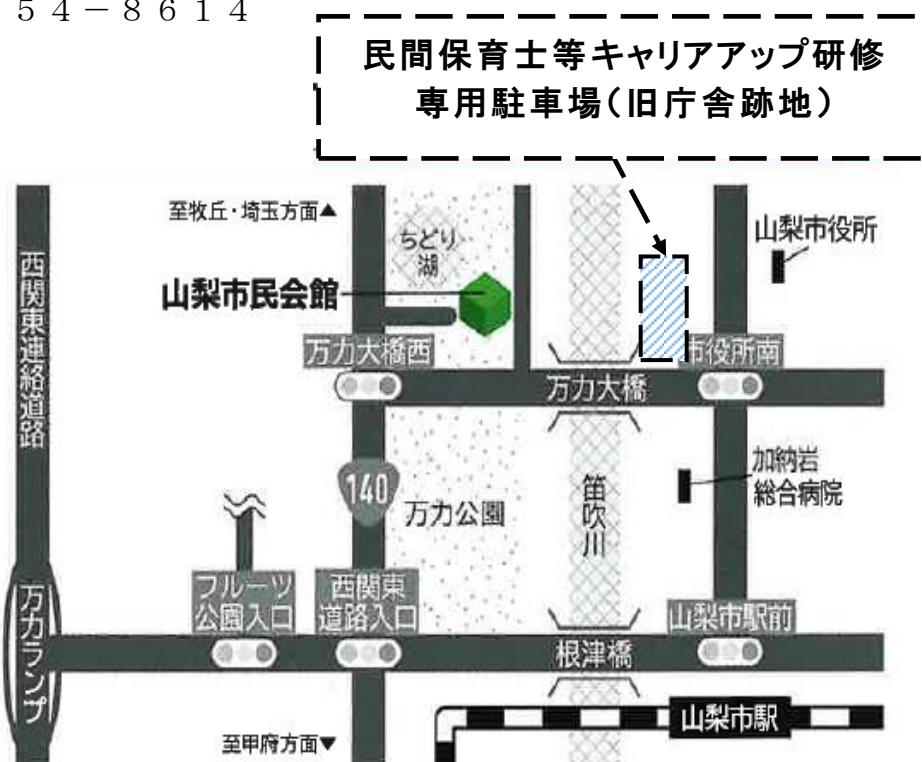 ５４－８６１４
民間保育士等キャリアアップ研修
専用駐車場（旧庁舎跡地）
至牧丘・埼玉方面▲
ちどり
湖
山梨市役所
西関東連絡道路
山梨市民会館
万力大橋西
市役所南
万力大橋
140
万力公園
笛吹川
加納岩
総合病院
フルーツ
公園入口
西関東
道路入口
山梨市駅前
万力ランプ
根津橋
山梨市駅
至甲府方面▼